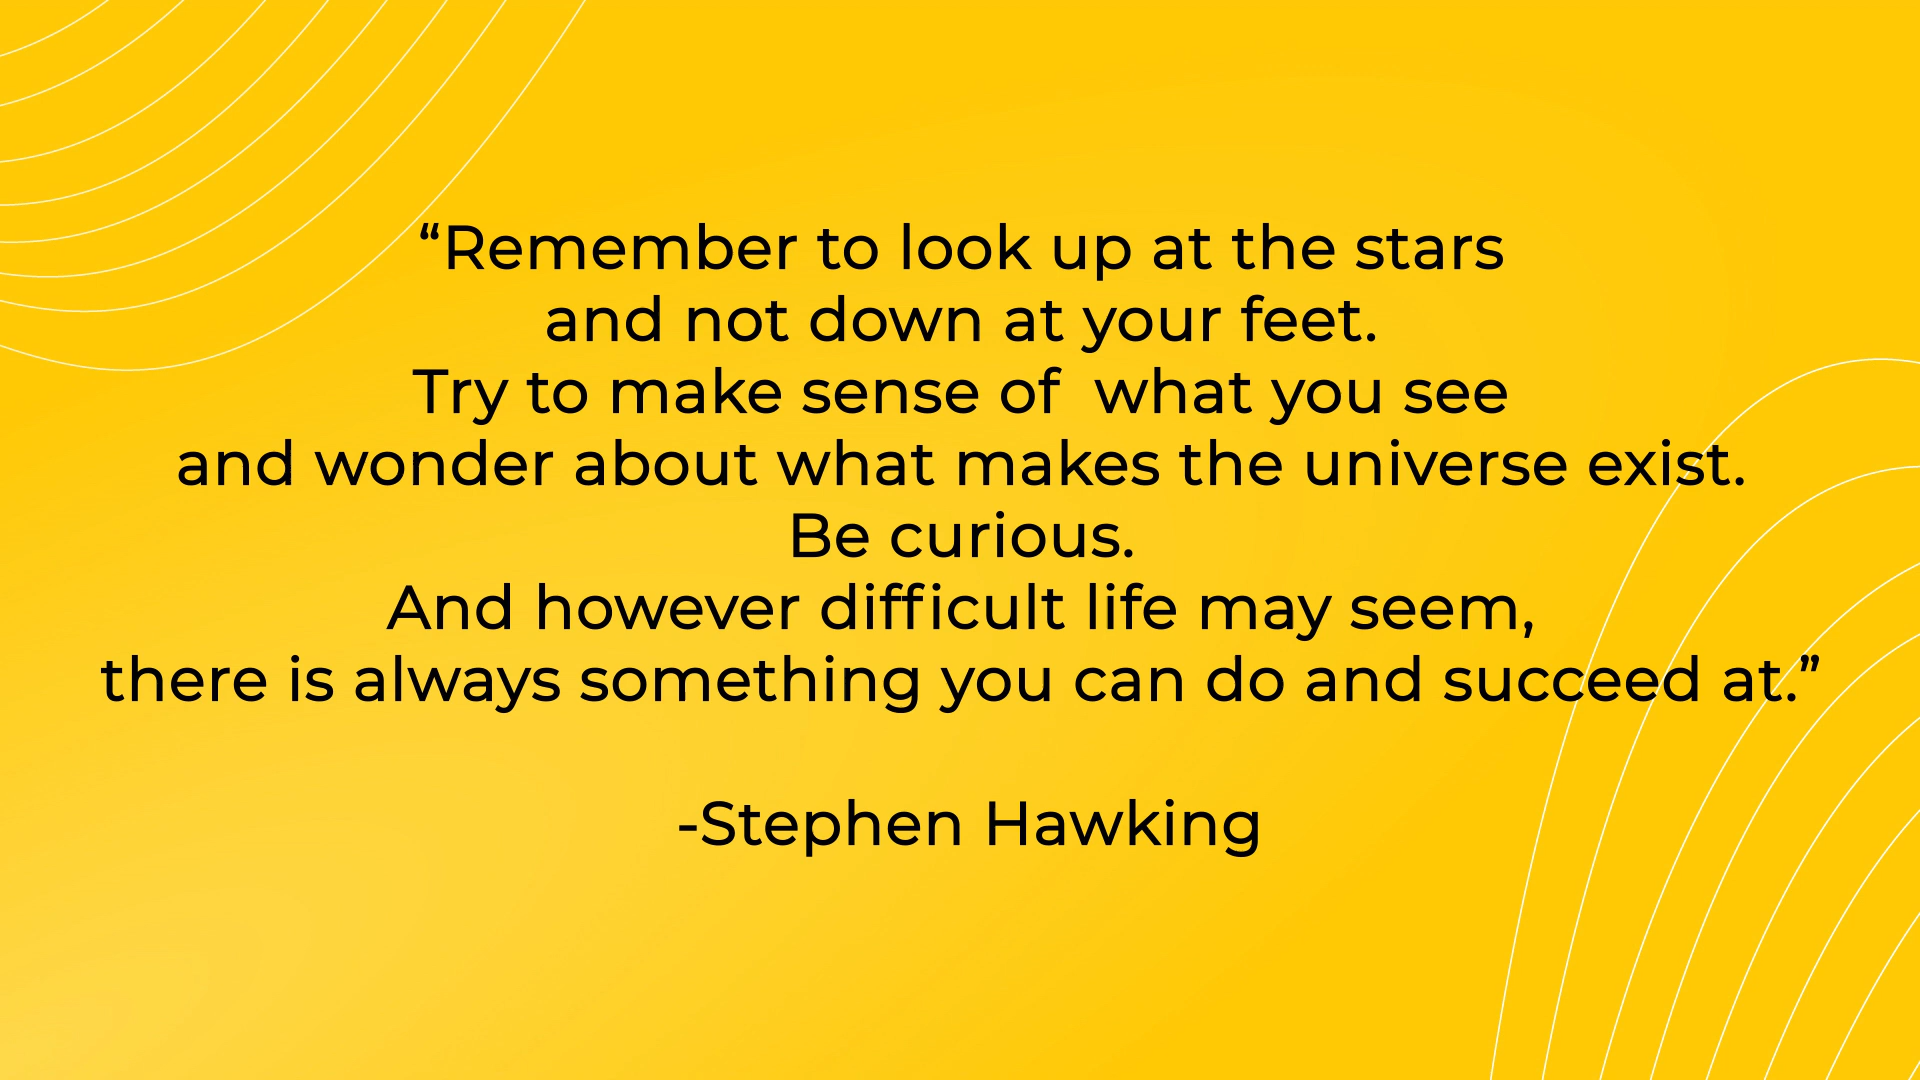 “Remember to look up at the stars
and not down at your feet.
Try to make sense of  what you see
and wonder about what makes the universe exist.
Be curious.
And however difficult life may seem,
there is always something you can do and succeed at.”
-Stephen Hawking